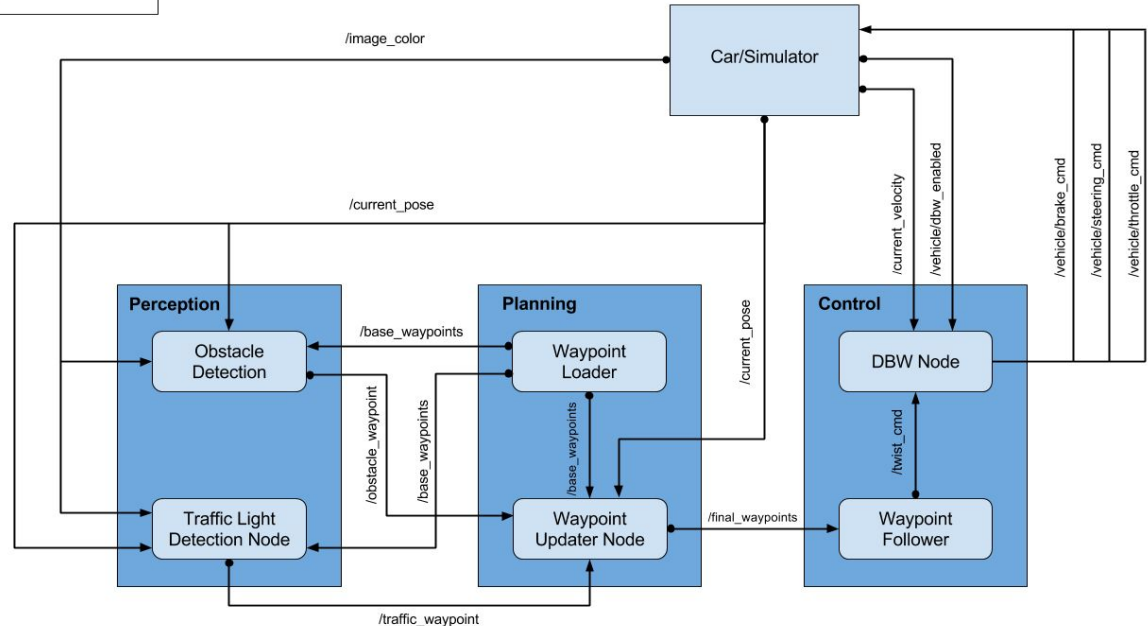 /image_color
Car/Simulator
/current_pose
/current_velocity
/vehicle/dbw_enabled
/vehicle/brake_cmd
/vehicle/steering_cmd
/vehicle/throttle_cmd
Perception
Planning
Control
Obstacle
Detection
/base_waypoints
Waypoint
Loader
/current_pose
DBW Node
/obstacle_waypoint
/base_waypoints
/base_waypoints
/twist_cmd
Traffic Light
Detection Node
Waypoint
Updater Node
/final_waypoints
Waypoint
Follower
/traffic_waypoint